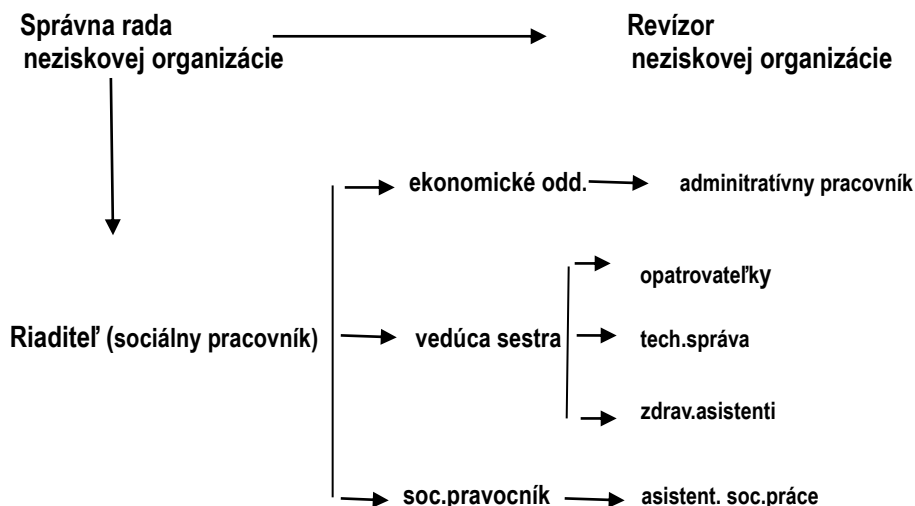 Správna rada
neziskovej organizácie
Revízor
neziskovej organizácie
ekonomické odd.
adminitratívny pracovník
opatrovateľky
Riaditeľ (sociálny pracovník)
vedúca sestra
tech.správa
zdrav.asistenti
soc.pravocník
asistent. soc.práce